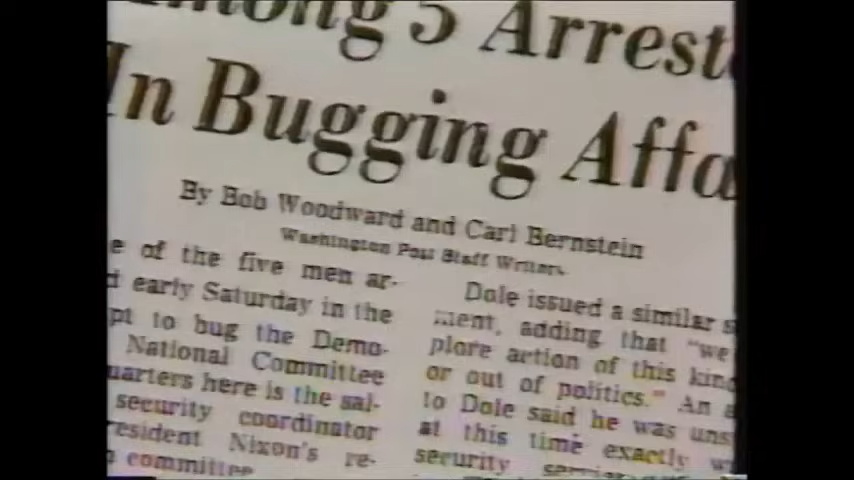 Among 5 Arreste
In Bugging Affa
By Bob Woodward and Carl Bernstein
Washington Post Staff Writers
e of the five men ar-
d early Saturday in the
pt to bug the Demo-
National Committee
uarters here is the sal-
security coordinator
resident Nixon's re-
committee
Dole issued a similar s
ment, adding that "we
plore action of this kind
or out of politics." An a
to Dole said he was uns
at this time exactly w
security